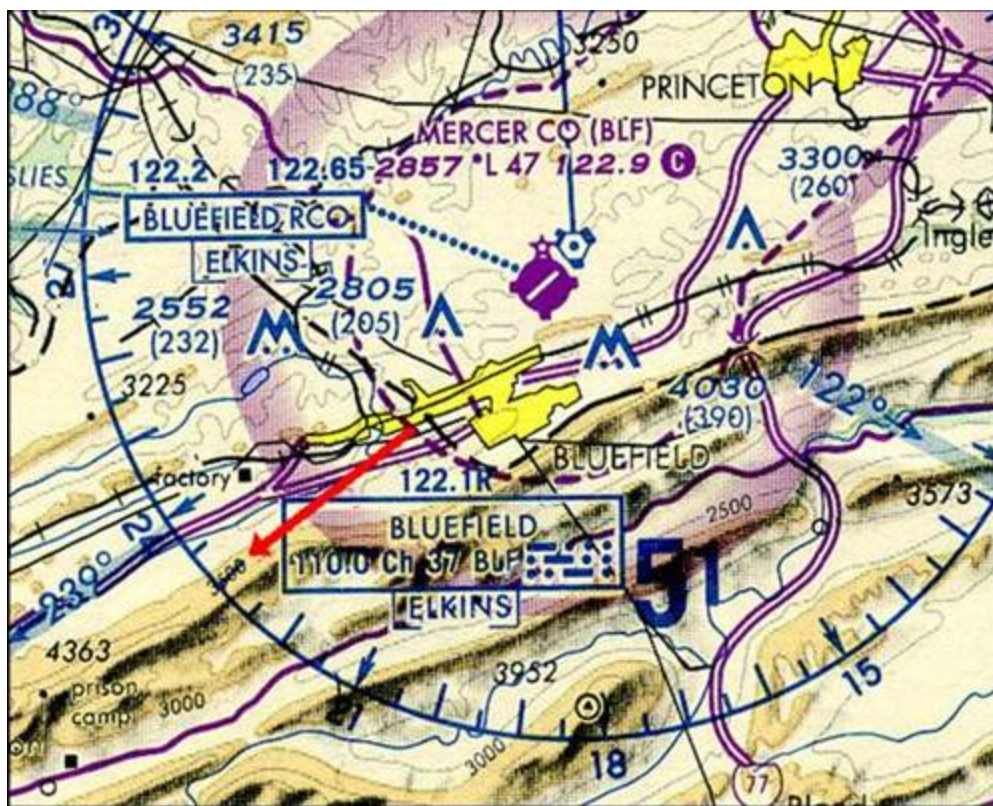 3415
(235)
3250
PRINCETON
88°
MERCER CO (BLF)
2857 *L 47 122.9 C
SLIES
122.2 122.65
3300
(260)
BLUEFIELD RCO
Ingle
ELKINS
27
2552
(232)
2805
(205)
3225
4030
(390)
122°
BLUEFIELD
factory
122.1R
3573
2500
24
BLUEFIELD
110.0 Ch 37 BLF
239°
51
ELKINS
4363
3952
prison
camp
3000
15
21
3000
18
77